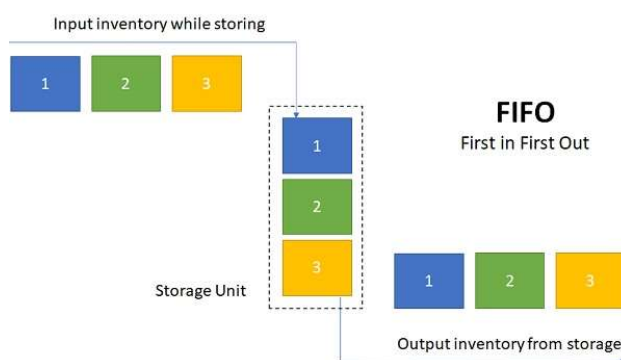 Input inventory while storing
1 2 3
FIFO
First in First Out
1
2
3
Storage Unit
1 2 3
Output inventory from storage